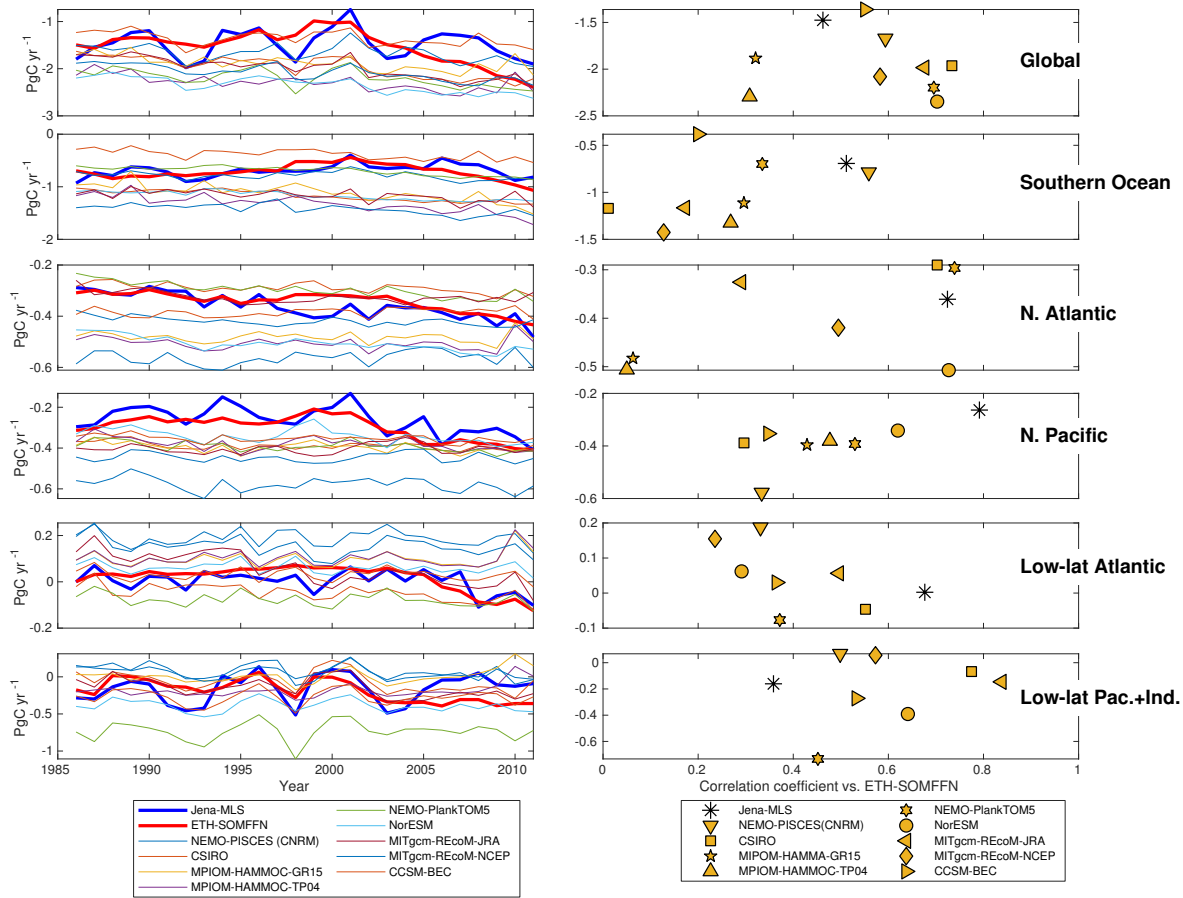 -1
-2
-3
PgC yr -1
-1.5
-2
-2.5
Global
0
-1
-2
PgC yr -1
-0.5
-1
-1.5
Southern Ocean
-0.2
-0.4
-0.6
PgC yr -1
-0.3
-0.4
-0.5
N. Atlantic
-0.2
-0.4
-0.6
PgC yr -1
0
-0.2
-0.4
-0.6
N. Pacific
0.2
0
-0.2
PgC yr -1
0.2
0.1
0
-0.1
Low-lat Atlantic
0
-0.5
-1
PgC yr -1
0
-0.2
-0.4
-0.6
Low-lat Pac.+Ind.
1985 1990 1995 2000 2005 2010
Year
0 0.2 0.4 0.6 0.8 1
Correlation coefficient vs. ETH-SOMFFN
Jena-MLS
ETH-SOMFFN
NEMO-PISCES (CNRM)
CSIRO
MPIOM-HAMMOC-GR15
MPIOM-HAMMOC-TP04
NEMO-PlankTOM5
NorESM
MITgcm-REcoM-JRA
MITgcm-REcoM-NCEP
CCSM-BEC
Jena-MLS
NEMO-PISCES(CNRM)
CSIRO
MIPOM-HAMMA-GR15
MPIOM-HAMMOC-TP04
NEMO-PlankTOM5
NorESM
MITgcm-REcoM-JRA
MITgcm-REcoM-NCEP
CCSM-BEC